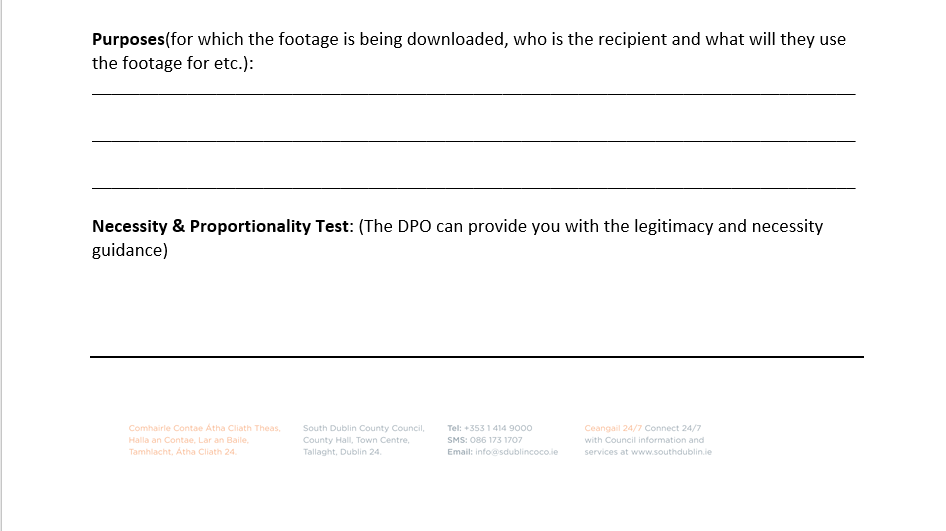 Purposes(for which the footage is being downloaded, who is the recipient and what will they use
the footage for etc.):
Necessity & Proportionality Test: (The DPO can provide you with the legitimacy and necessity
guidance)
Comhairle Contae Átha Cliath Theas,
Halla an Contae, Lár an Baile,
Tamhlacht, Átha Cliath 24.
South Dublin County Council,
County Hall, Town Centre,
Tallaght, Dublin 24.
Tel: +353 1 414 9000
SMS: 086 173 1707
Email: info@sdublincoco.ie
Ceangail 24/7 Connect 24/7
with Council information and
services at www.southdublin.ie